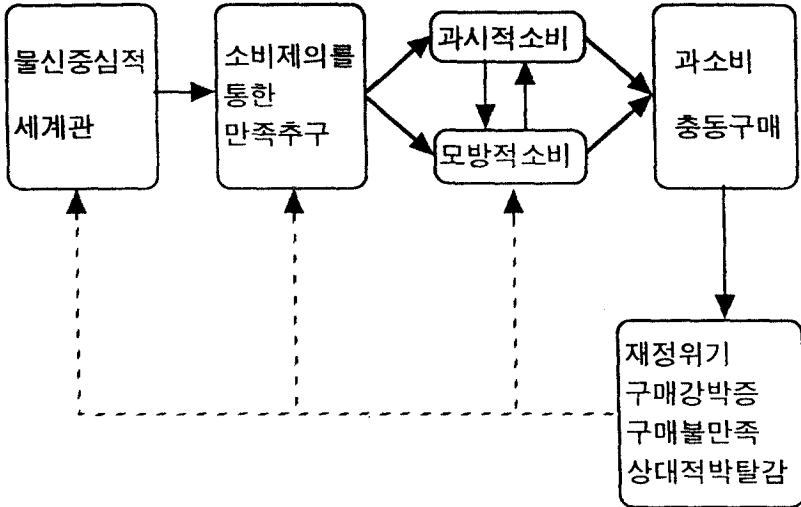 물신중심적
세계관
소비제의를
통한
만족추구
과시적소비
모방적소비
과소비
충동구매
재정위기
구매강박증
구매불만족
상대적박탈감